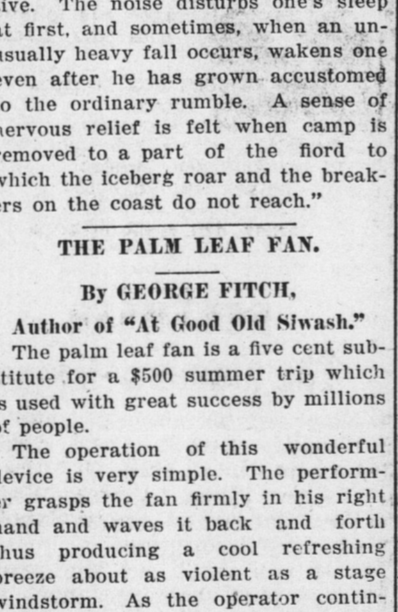 ive. The noise disturbs one's sleep
at first, and sometimes, when an un-
usually heavy fall occurs, wakens one
even after he has grown accustomed
to the ordinary rumble. A sense of
nervous relief is felt when camp is
removed to a part of the fiord to
which the iceberg roar and the break-
ers on the coast do not reach."
THE PALM LEAF FAN.
By GEORGE FITCH,
Author of "At Good Old Siwash."
The palm leaf fan is a five cent sub-
stitute for a $500 summer trip which
is used with great success by millions
of people.
The operation of this wonderful
device is very simple. The perform-
er grasps the fan firmly in his right
hand and waves it back and forth
thus producing a cool refreshing
breeze about as violent as a stage
windstorm. As the operator contin-